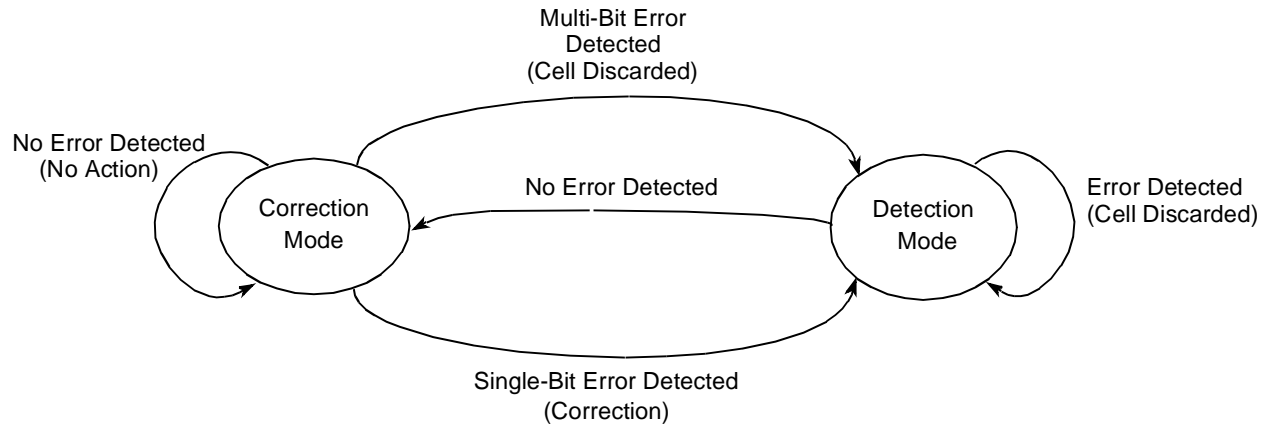 Multi-Bit Error
Detected
(Cell Discarded)
No Error Detected
(No Action)
No Error Detected
Correction
Mode
Detection
Mode
Error Detected
(Cell Discarded)
Single-Bit Error Detected
(Correction)